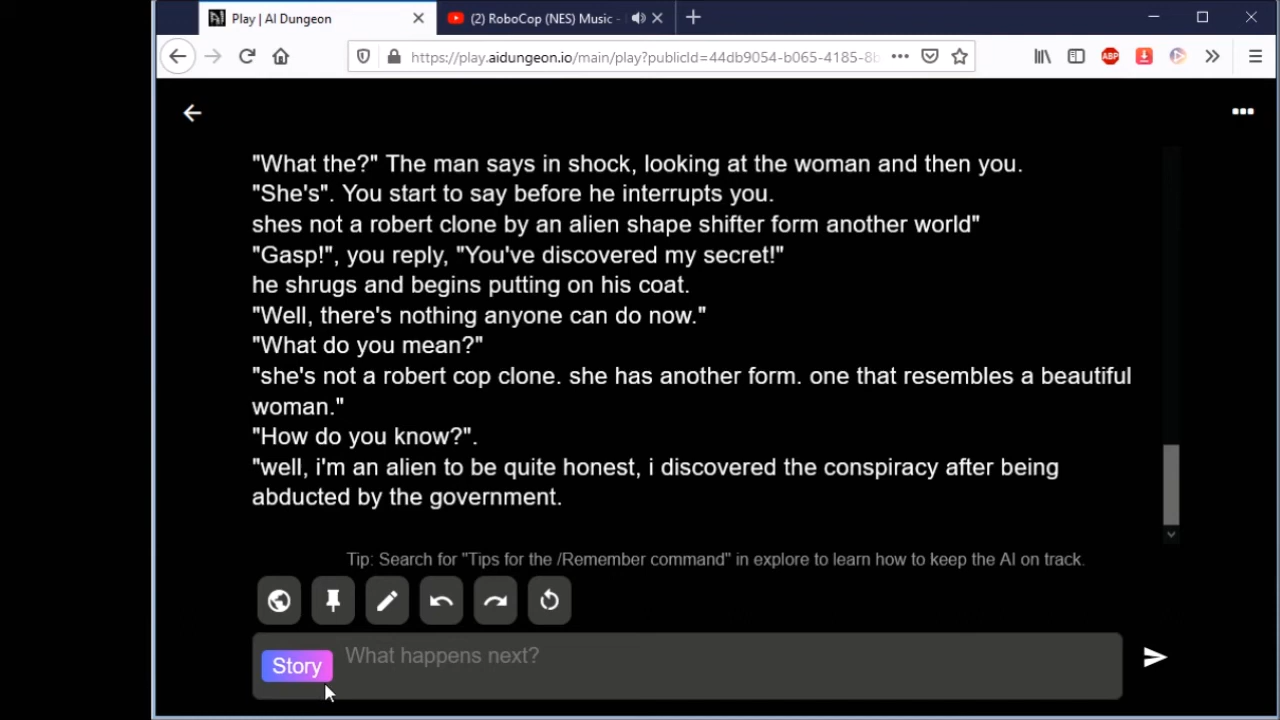 Play | AI Dungeon
(2) RoboCop (NES) Music -
https://play.aidungeon.io/main/play?publicId=44db9054-b065-4185-8b
ABP
"What the?" The man says in shock, looking at the woman and then you.
"She's". You start to say before he interrupts you.
shes not a robert clone by an alien shape shifter form another world"
"Gasp!", you reply, "You've discovered my secret!"
he shrugs and begins putting on his coat.
"Well, there's nothing anyone can do now."
"What do you mean?"
"she's not a robert cop clone. she has another form. one that resembles a beautiful
woman."
"How do you know?".
"well, i'm an alien to be quite honest, i discovered the conspiracy after being
abducted by the government.
Tip: Search for "Tips for the /Remember command" in explore to learn how to keep the AI on track.
Story What happens next?